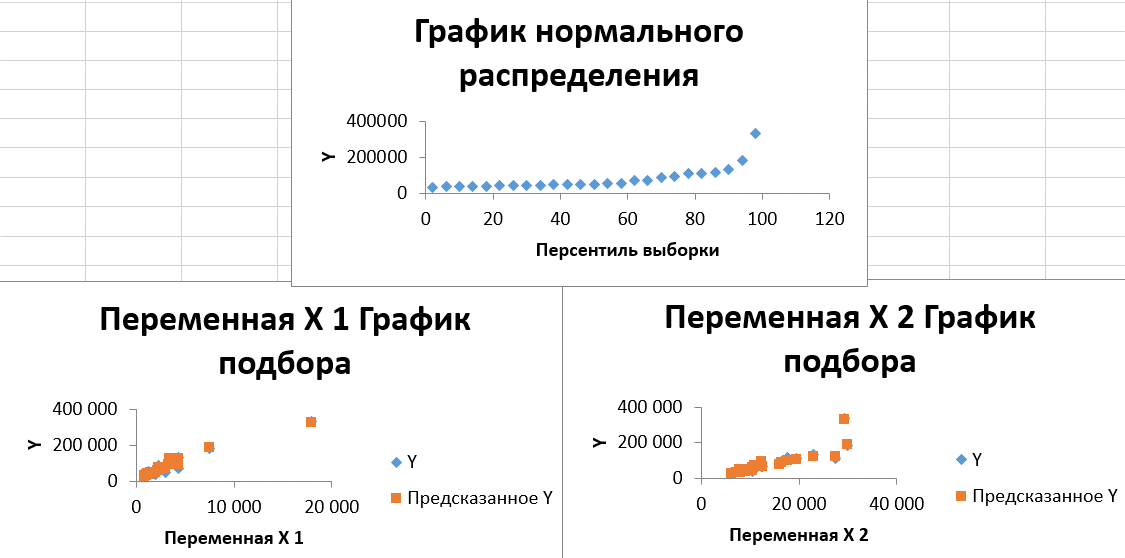 График нормального
распределения
400000
200000
0
Y
0 20 40 60 80 100 120
Персентиль выборки
Переменная X 1 График
подбора
400 000
200 000
0
Y
0 10 000 20 000
Переменная X 1
Y
Предсказанное Y
Переменная X 2 График
подбора
400 000
200 000
0
Y
0 20 000 40 000
Переменная X 2
Y
Предсказанное Y